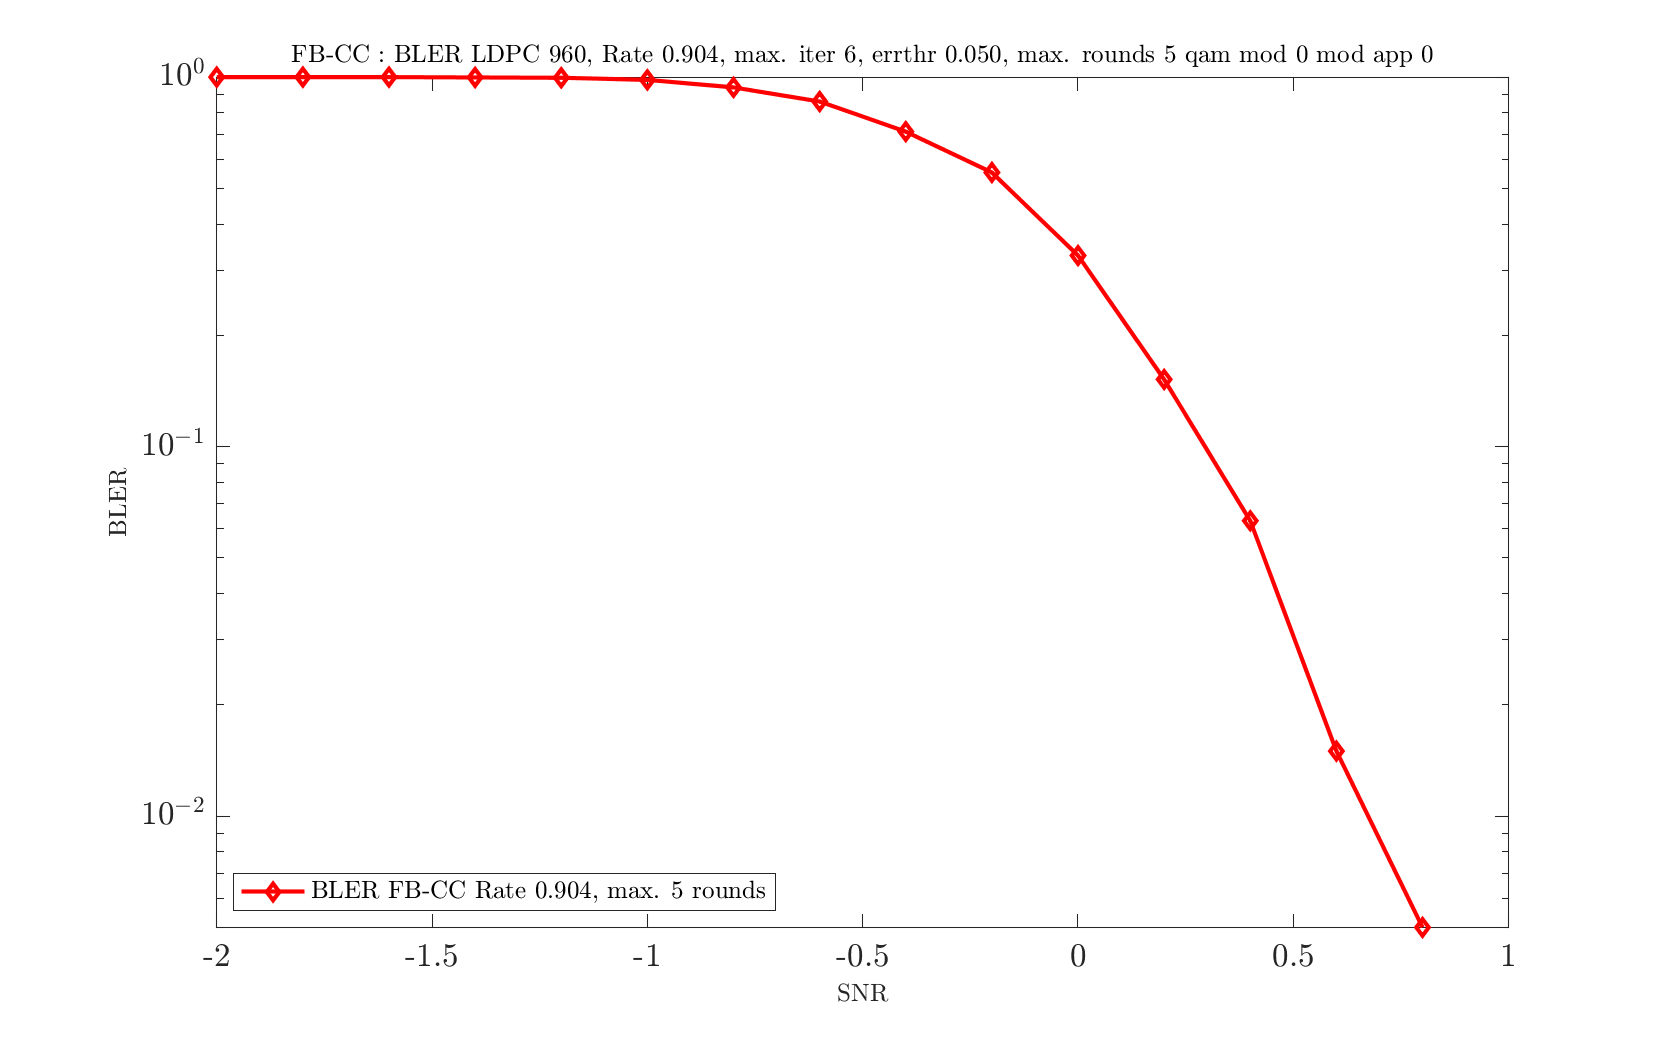 FB-CC : BLER LDPC 960, Rate 0.904, max. iter 6, errthr 0.050, max. rounds 5 qam mod 0 mod app 0
10⁰
10⁻¹
10⁻²
BLER
BLER FB-CC Rate 0.904, max. 5 rounds
-2 -1.5 -1 -0.5 0 0.5 1
SNR